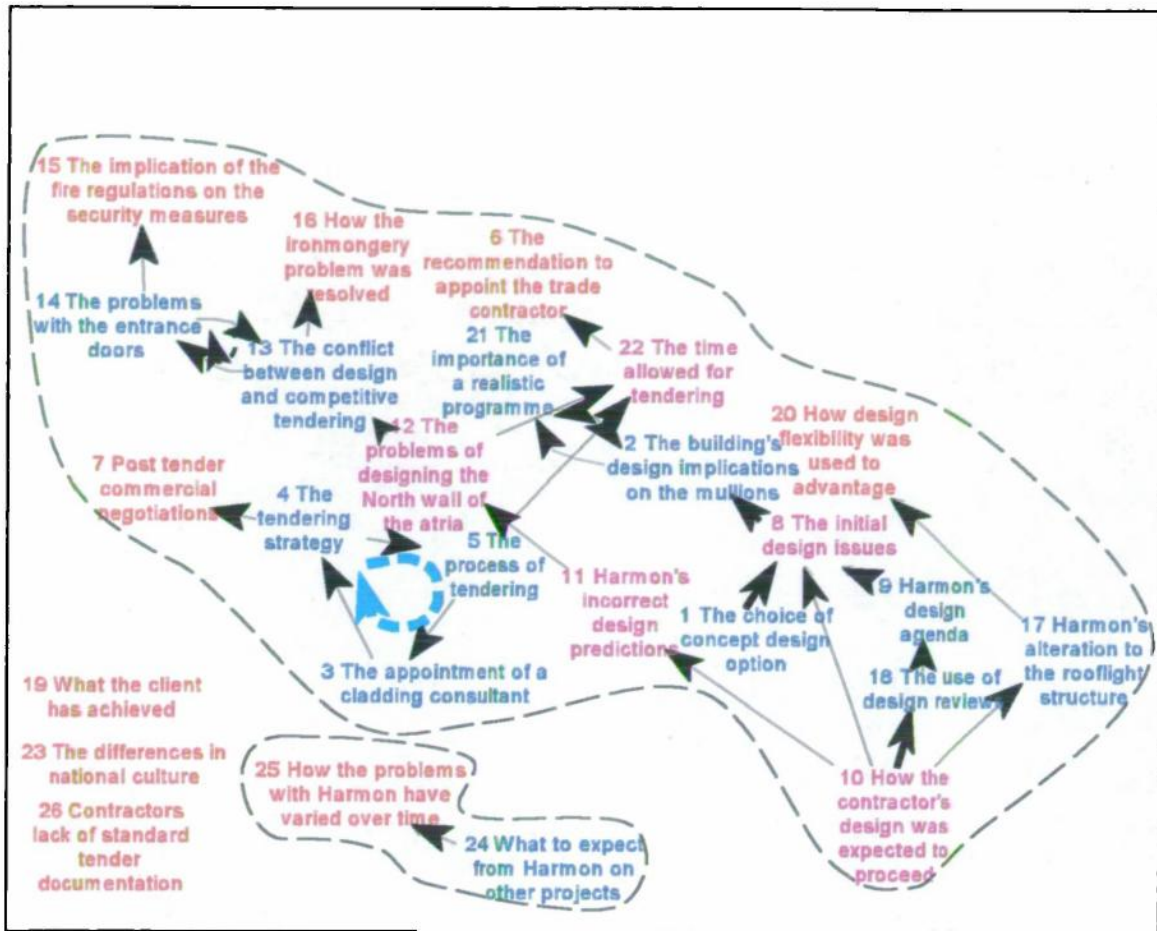 15 The implication of the
fire regulations on the
security measures
16 How the
ironmongery
problem was
resolved
6 The
recommendation to
appoint the trade
contractor
14 The problems
with the entrance
doors
13 The conflict
between design
and competitive
tendering
21 The
importance of
a realistic
programme
22 The time
allowed for
tendering
20 How design
flexibility was
used to
advantage
12 The
problems of
designing the
North wall of
the atria
2 The building's
design implications
on the mullions
7 Post tender
commercial
negotiations
4 The
tendering
strategy
8 The initial
design issues
5 The
process of
tendering
11 Harmon's
incorrect
design
predictions
1 The choice of
concept design
option
9 Harmon's
design
agenda
17 Harmon's
alteration to
the rooflight
structure
3 The appointment of a
cladding consultant
18 The use of
design reviews
19 What the client
has achieved
23 The differences in
national culture
26 Contractors
lack of standard
tender
documentation
25 How the problems
with Harmon have
varied over time
24 What to expect
from Harmon on
other projects
10 How the
contractor's
design was
expected to
proceed